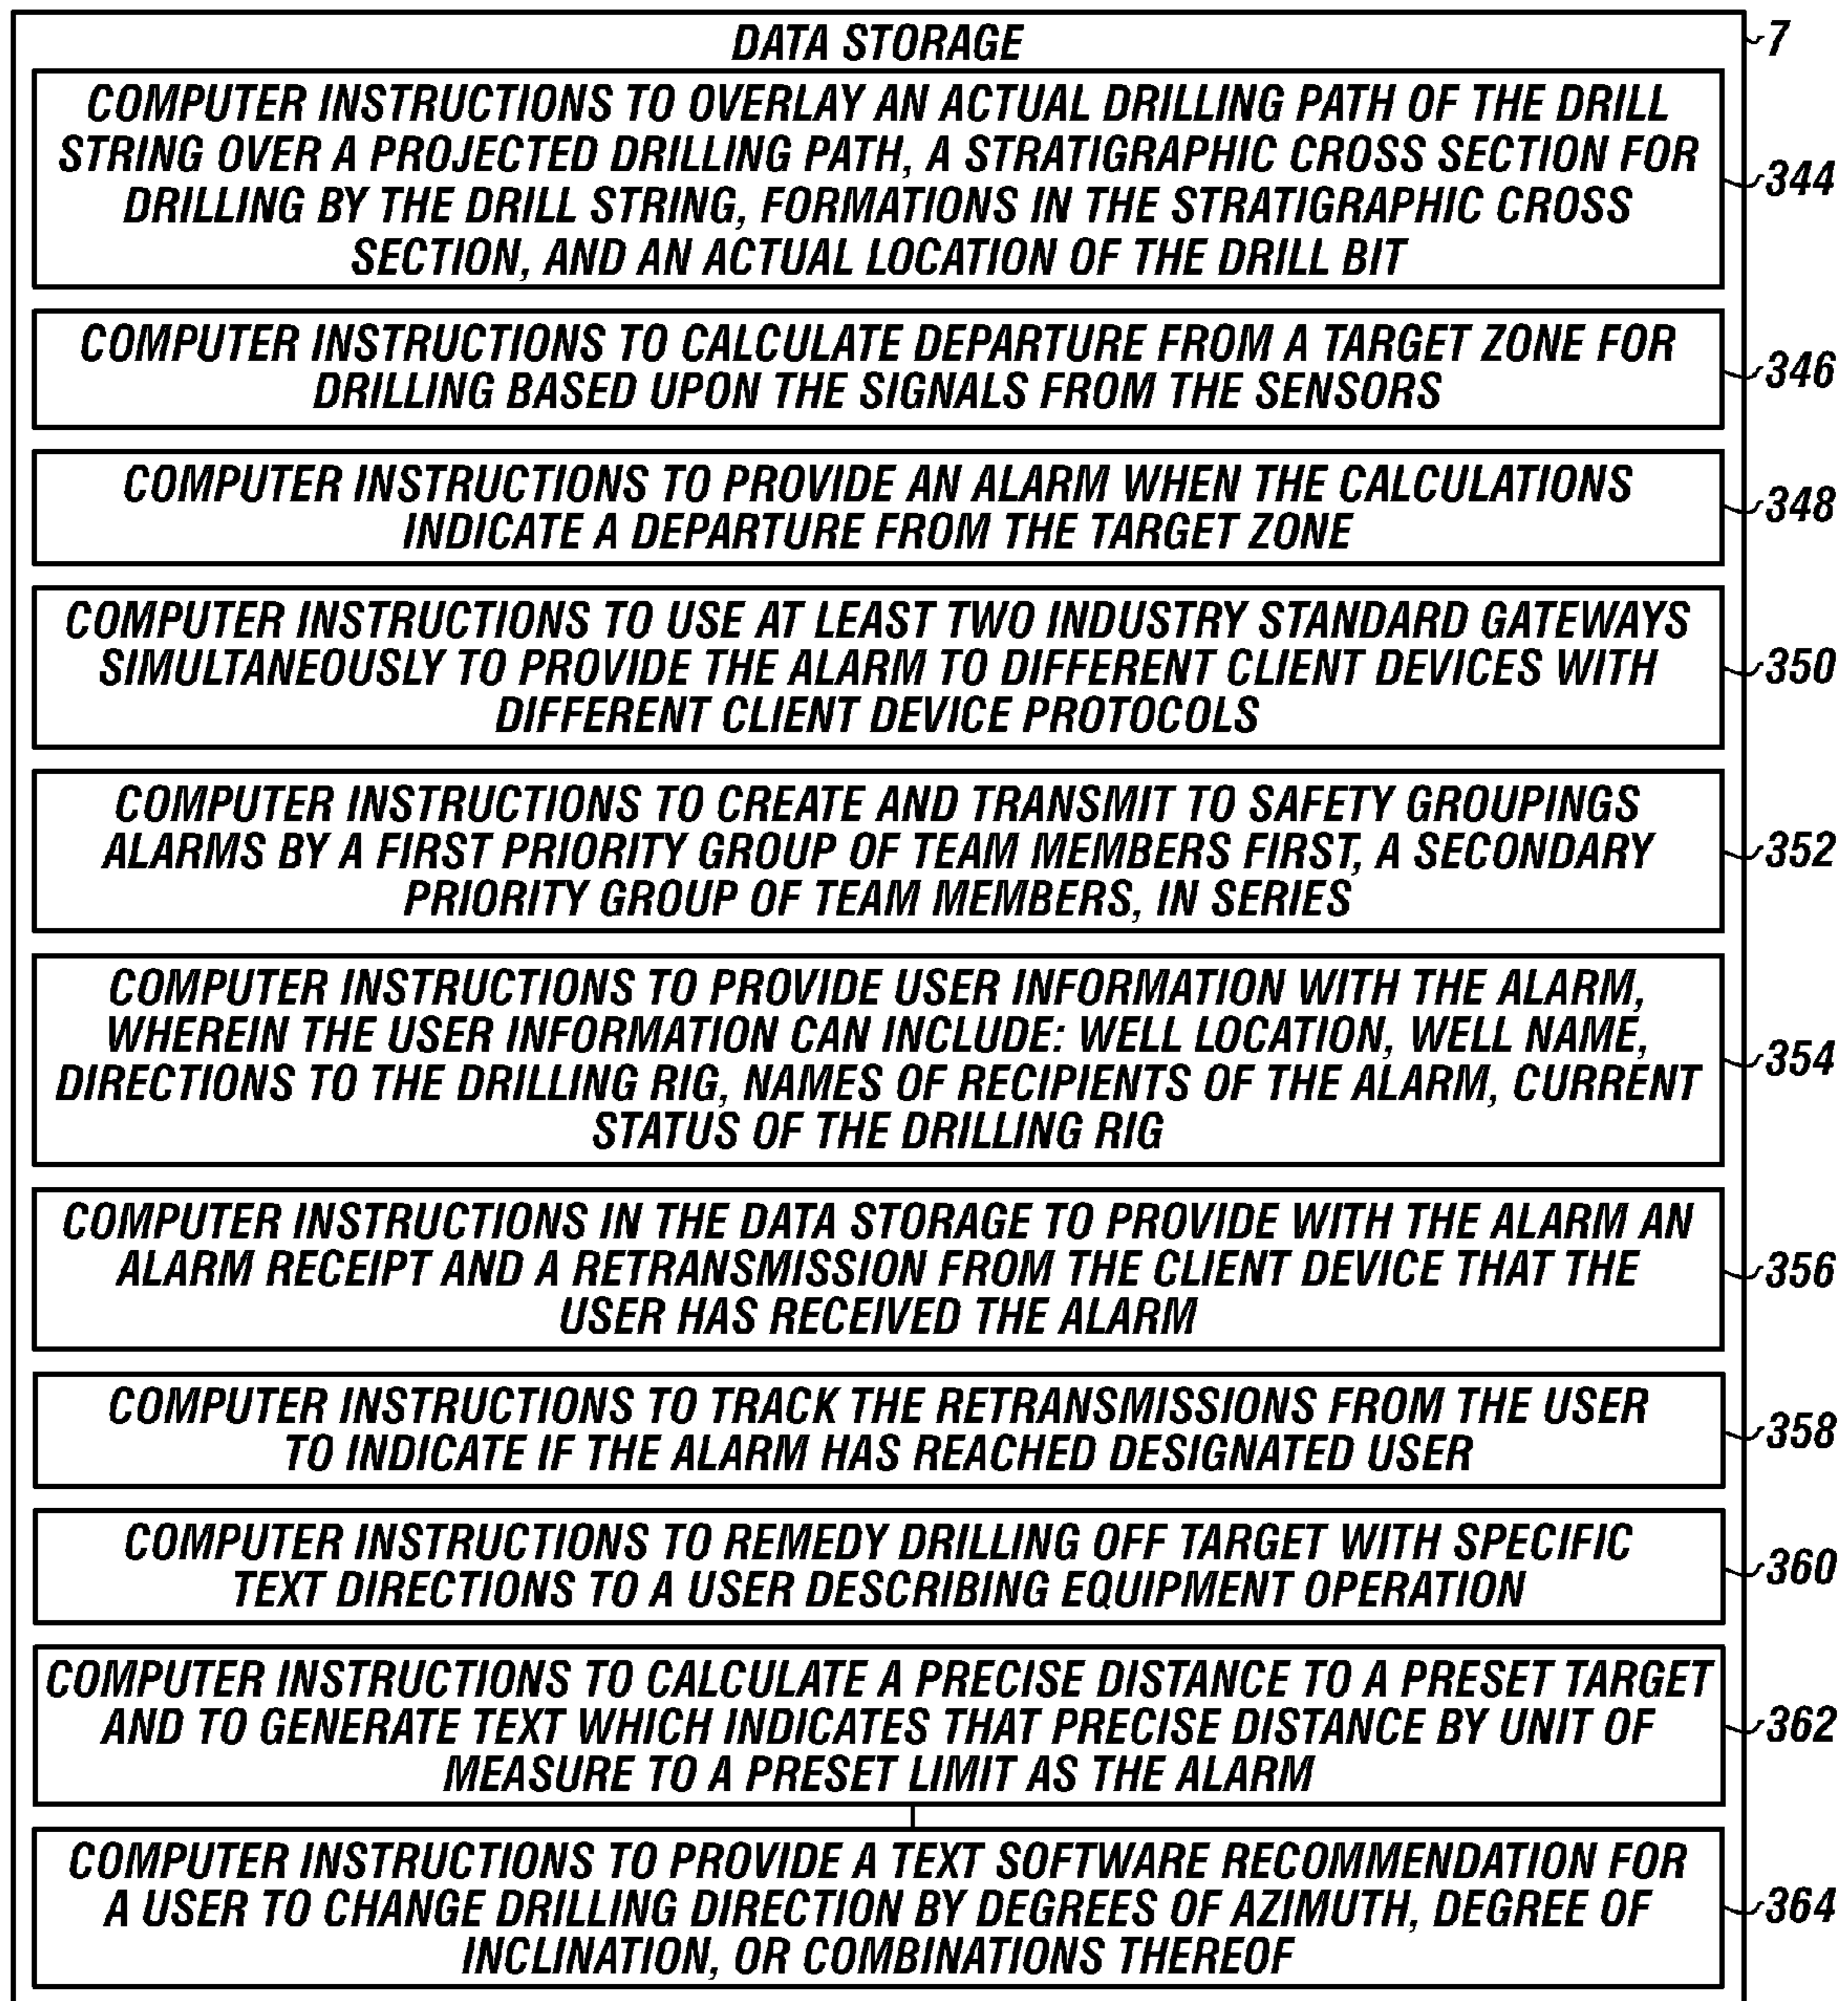 DATA STORAGE
7
COMPUTER INSTRUCTIONS TO OVERLAY AN ACTUAL DRILLING PATH OF THE DRILL
STRING OVER A PROJECTED DRILLING PATH, A STRATIGRAPHIC CROSS SECTION FOR
DRILLING BY THE DRILL STRING, FORMATIONS IN THE STRATIGRAPHIC CROSS
SECTION, AND AN ACTUAL LOCATION OF THE DRILL BIT
344
COMPUTER INSTRUCTIONS TO CALCULATE DEPARTURE FROM A TARGET ZONE FOR
DRILLING BASED UPON THE SIGNALS FROM THE SENSORS
346
COMPUTER INSTRUCTIONS TO PROVIDE AN ALARM WHEN THE CALCULATIONS
INDICATE A DEPARTURE FROM THE TARGET ZONE
348
COMPUTER INSTRUCTIONS TO USE AT LEAST TWO INDUSTRY STANDARD GATEWAYS
SIMULTANEOUSLY TO PROVIDE THE ALARM TO DIFFERENT CLIENT DEVICES WITH
DIFFERENT CLIENT DEVICE PROTOCOLS
350
COMPUTER INSTRUCTIONS TO CREATE AND TRANSMIT TO SAFETY GROUPINGS
ALARMS BY A FIRST PRIORITY GROUP OF TEAM MEMBERS FIRST, A SECONDARY
PRIORITY GROUP OF TEAM MEMBERS, IN SERIES
352
COMPUTER INSTRUCTIONS TO PROVIDE USER INFORMATION WITH THE ALARM,
WHEREIN THE USER INFORMATION CAN INCLUDE: WELL LOCATION, WELL NAME,
DIRECTIONS TO THE DRILLING RIG, NAMES OF RECIPIENTS OF THE ALARM, CURRENT
STATUS OF THE DRILLING RIG
354
COMPUTER INSTRUCTIONS IN THE DATA STORAGE TO PROVIDE WITH THE ALARM AN
ALARM RECEIPT AND A RETRANSMISSION FROM THE CLIENT DEVICE THAT THE
USER HAS RECEIVED THE ALARM
356
COMPUTER INSTRUCTIONS TO TRACK THE RETRANSMISSIONS FROM THE USER
TO INDICATE IF THE ALARM HAS REACHED DESIGNATED USER
358
COMPUTER INSTRUCTIONS TO REMEDY DRILLING OFF TARGET WITH SPECIFIC
TEXT DIRECTIONS TO A USER DESCRIBING EQUIPMENT OPERATION
360
COMPUTER INSTRUCTIONS TO CALCULATE A PRECISE DISTANCE TO A PRESET TARGET
AND TO GENERATE TEXT WHICH INDICATES THAT PRECISE DISTANCE BY UNIT OF
MEASURE TO A PRESET LIMIT AS THE ALARM
362
COMPUTER INSTRUCTIONS TO PROVIDE A TEXT SOFTWARE RECOMMENDATION FOR
A USER TO CHANGE DRILLING DIRECTION BY DEGREES OF AZIMUTH, DEGREE OF
INCLINATION, OR COMBINATIONS THEREOF
364